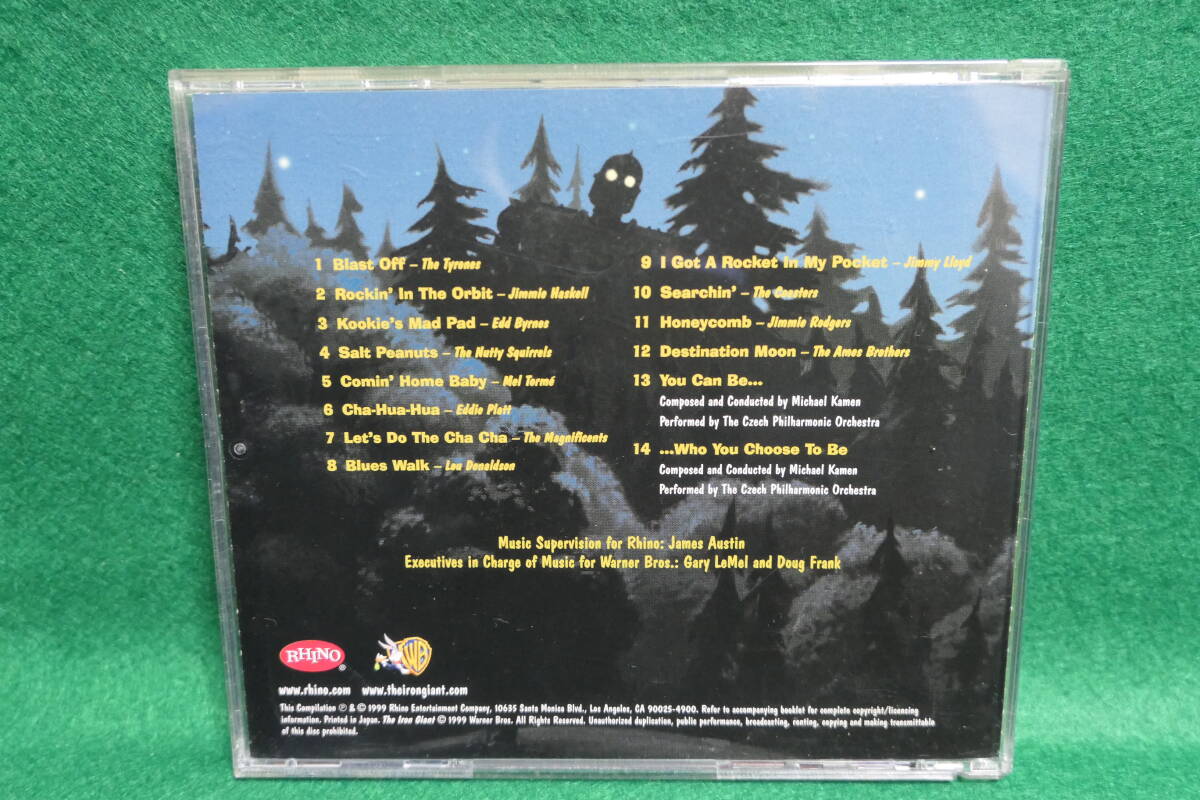 1 Blast Off – The Tyrones
2 Rockin' In The Orbit – Jimmie Haskell
3 Kookie's Mad Pad – Edd Byrnes
4 Salt Peanuts – The Nutty Squirrels
5 Comin' Home Baby – Mel Tormé
6 Cha-Hua-Hua – Eddie Platt
7 Let's Do The Cha Cha – The Magnificents
8 Blues Walk – Lou Donaldson
9 I Got A Rocket In My Pocket – Jimmy Lloyd
10 Searchin' – The Coasters
11 Honeycomb – Jimmie Rodgers
12 Destination Moon – The Ames Brothers
13 You Can Be...
Composed and Conducted by Michael Kamen
Performed by The Czech Philharmonic Orchestra
14 ...Who You Choose To Be
Composed and Conducted by Michael Kamen
Performed by The Czech Philharmonic Orchestra
Music Supervision for Rhino: James Austin
Executives in Charge of Music for Warner Bros.: Gary LeMel and Doug Frank
RHINO ® WB
www.rhino.com www.theirongiant.com
This Compilation ℗ & © 1999 Rhino Entertainment Company, 10635 Santa Monica Blvd., Los Angeles, CA 90025-4900. Refer to accompanying booklet for complete copyright/licensing
information. Printed in Japan. The Iron Giant © 1999 Warner Bros. All Rights Reserved. Unauthorized duplication, public performance, broadcasting, renting, copying and making transmittable
of this disc prohibited.